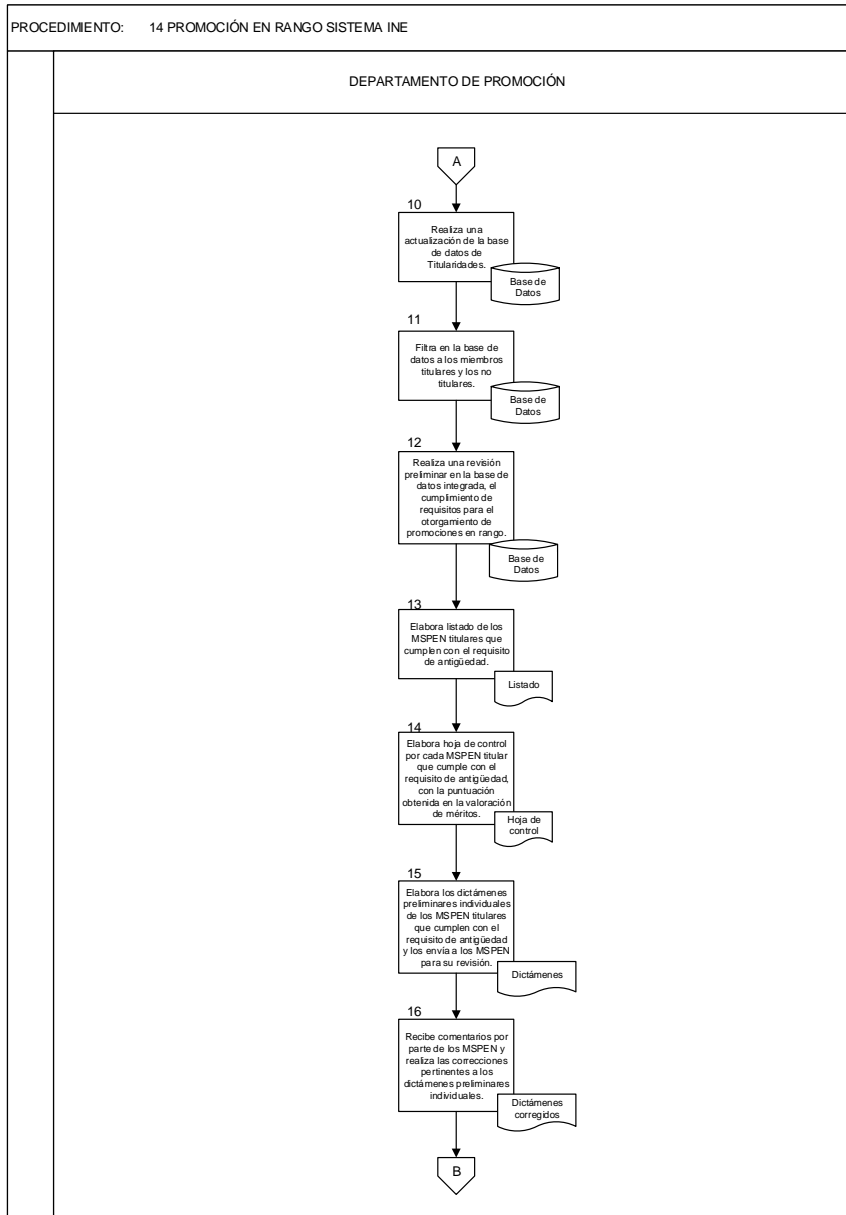 PROCEDIMIENTO: 14 PROMOCIÓN EN RANGO SISTEMA INE
DEPARTAMENTO DE PROMOCIÓN
A
10
Realiza una
actualización de la base
de datos de
Titularidades.
Base de
Datos
11
Filtra en la base de
datos a los miembros
titulares y los no
titulares.
Base de
Datos
12
Realiza una revisión
preliminar en la base de
datos integrada, el
cumplimiento de
requisitos para el
otorgamiento de
promociones en rango.
Base de
Datos
13
Elabora listado de los
MSPEN titulares que
cumplen con el requisito
de antigüedad.
Listado
14
Elabora hoja de control
por cada MSPEN titular
que cumple con el
requisito de antigüedad,
con la puntuación
obtenida en la valoración
de méritos.
Hoja de
control
15
Elabora los dictámenes
preliminares individuales
de los MSPEN titulares
que cumplen con el
requisito de antigüedad
y los envía a los MSPEN
para su revisión.
Dictámenes
16
Recibe comentarios por
parte de los MSPEN y
realiza las correcciones
pertinentes a los
dictámenes preliminares
individuales.
Dictámenes
corregidos
B